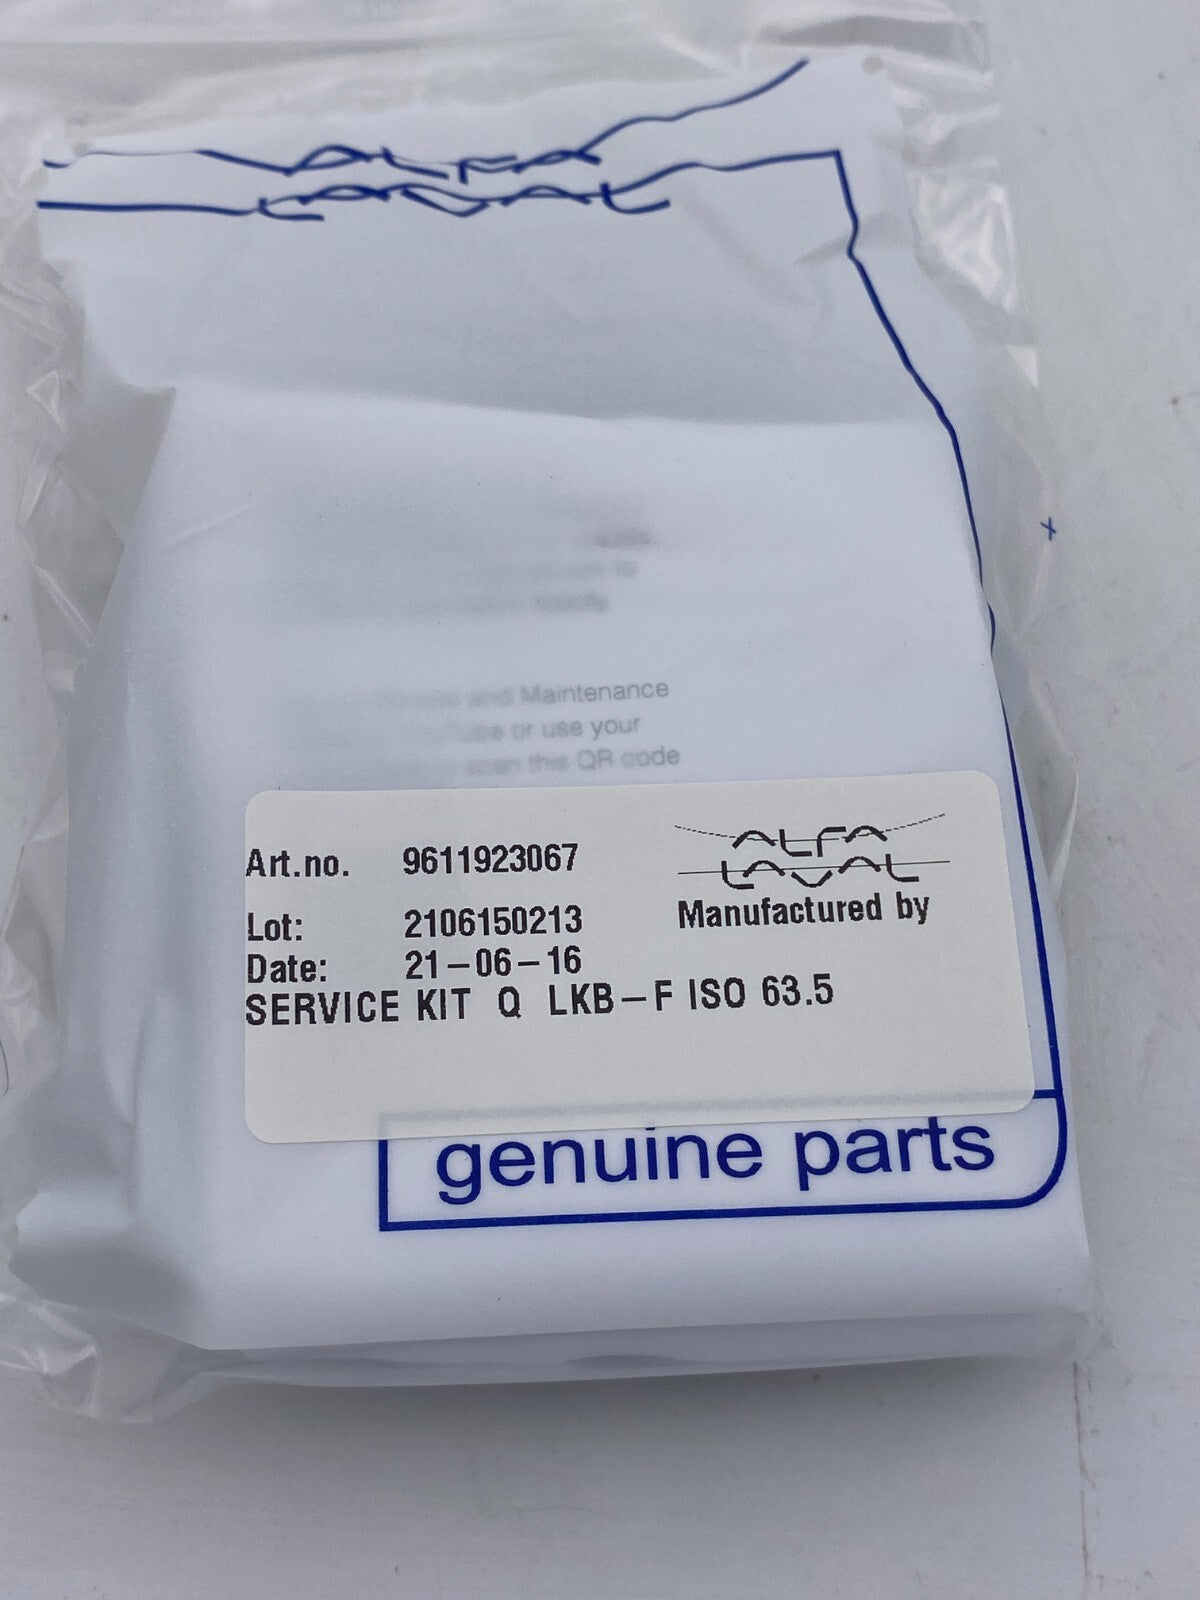 ALFA
LAVAL
and Maintenance
or use your
scan this QR code
ALFA
LAVAL
Art.no. 9611923067
Manufactured by
Lot: 2106150213
Date: 21-06-16
SERVICE KIT Q LKB-F ISO 63.5
genuine parts